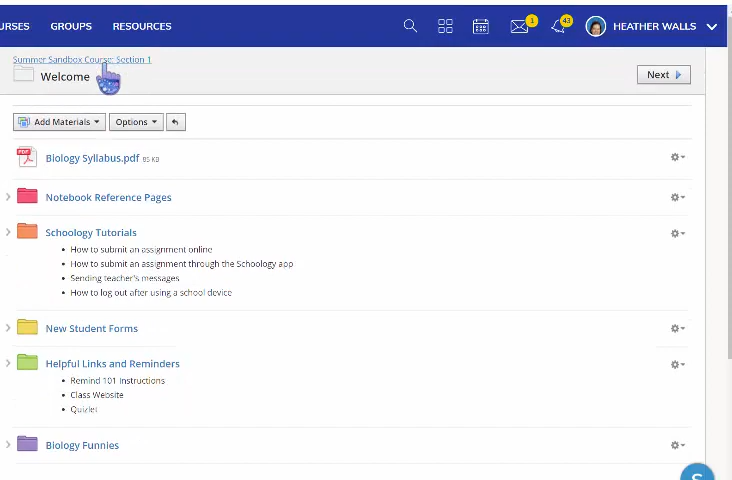 URSES GROUPS RESOURCES 1 43 HEATHER WALLS
Summer Sandbox Course: Section 1
Welcome Next
Add Materials Options
PDF Biology Syllabus.pdf 85 KB
Notebook Reference Pages
Schoology Tutorials
How to submit an assignment online
How to submit an assignment through the Schoology app
Sending teacher's messages
How to log out after using a school device
New Student Forms
Helpful Links and Reminders
Remind 101 Instructions
Class Website
Quizlet
Biology Funnies
S